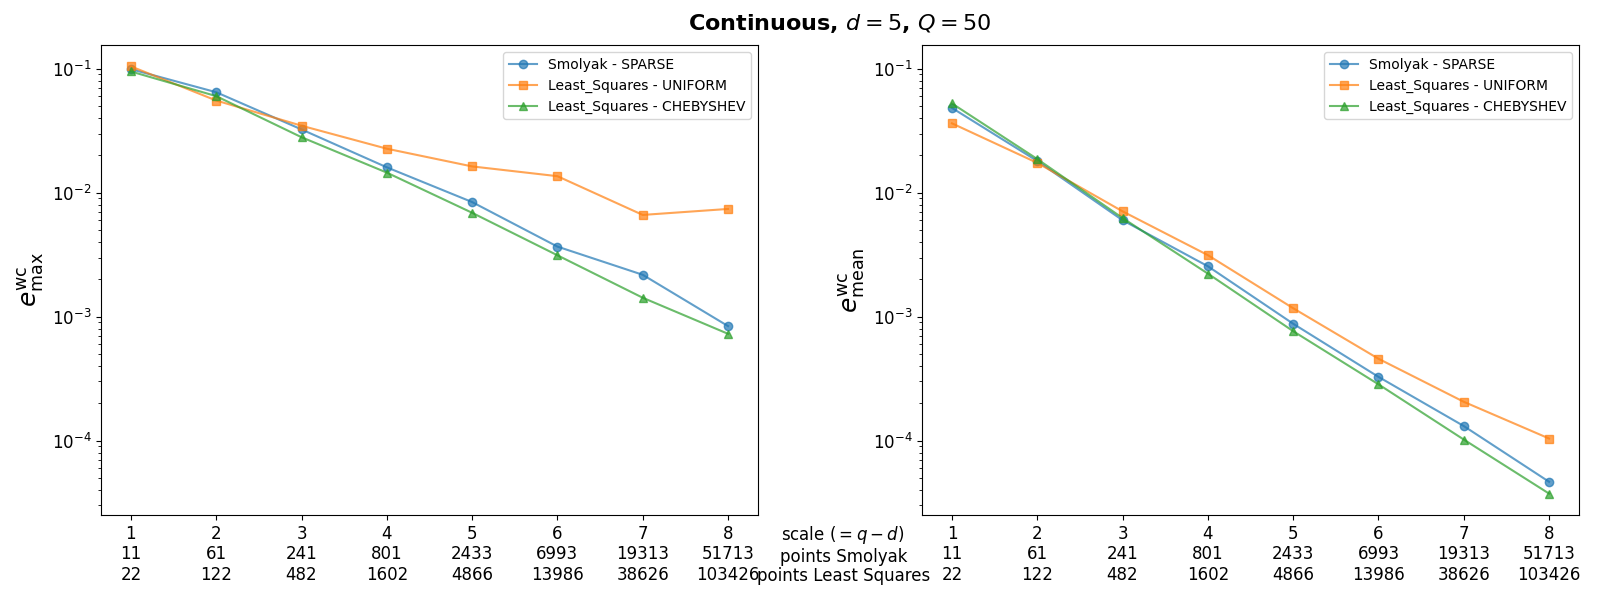 Continuous, d = 5, Q = 50
Smolyak - SPARSE
Least_Squares - UNIFORM
Least_Squares - CHEBYSHEV
10⁻¹
10⁻²
10⁻³
10⁻⁴
e^wc_max
1 2 3 4 5 6 7 8
11 61 241 801 2433 6993 19313 51713
22 122 482 1602 4866 13986 38626 103426
scale (= q − d)
points Smolyak
points Least Squares
Smolyak - SPARSE
Least_Squares - UNIFORM
Least_Squares - CHEBYSHEV
10⁻¹
10⁻²
10⁻³
10⁻⁴
e^wc_mean
1 2 3 4 5 6 7 8
11 61 241 801 2433 6993 19313 51713
22 122 482 1602 4866 13986 38626 103426